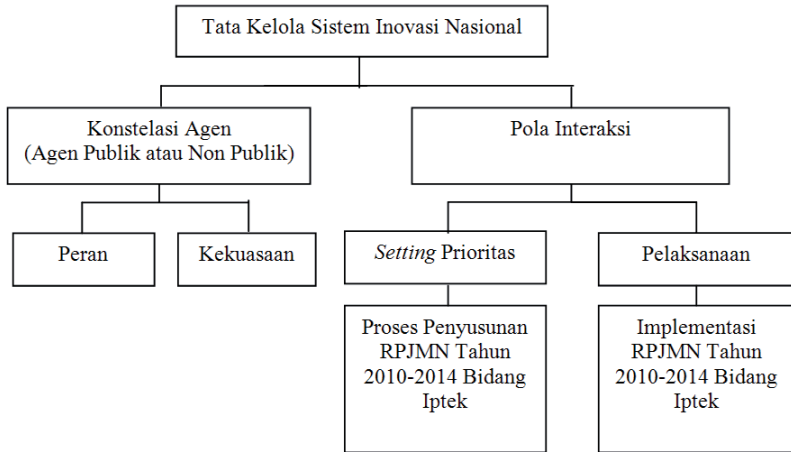 Tata Kelola Sistem Inovasi Nasional
Konstelasi Agen
(Agen Publik atau Non Publik)
Pola Interaksi
Peran
Kekuasaan
Setting Prioritas
Pelaksanaan
Proses Penyusunan
RPJMN Tahun
2010-2014 Bidang
Iptek
Implementasi
RPJMN Tahun
2010-2014 Bidang
Iptek